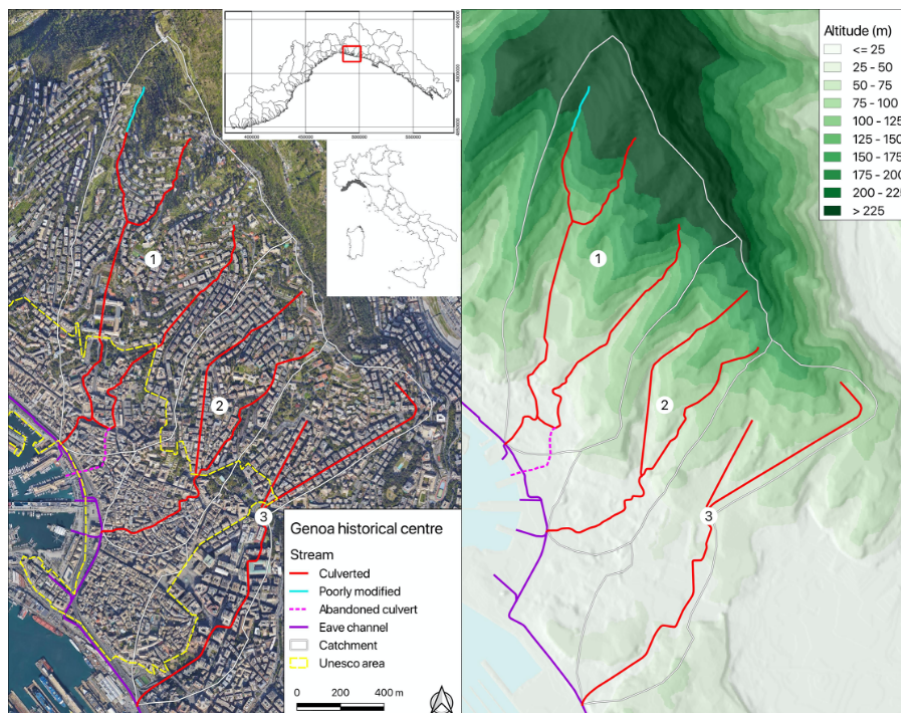 1
2
3
Genoa historical centre
Stream
Culverted
Poorly modified
Abandoned culvert
Eave channel
Catchment
Unesco area
0 200 400 m
1
2
3
Altitude (m)
<= 25
25 - 50
50 - 75
75 - 100
100 - 125
125 - 150
150 - 175
175 - 200
200 - 225
> 225